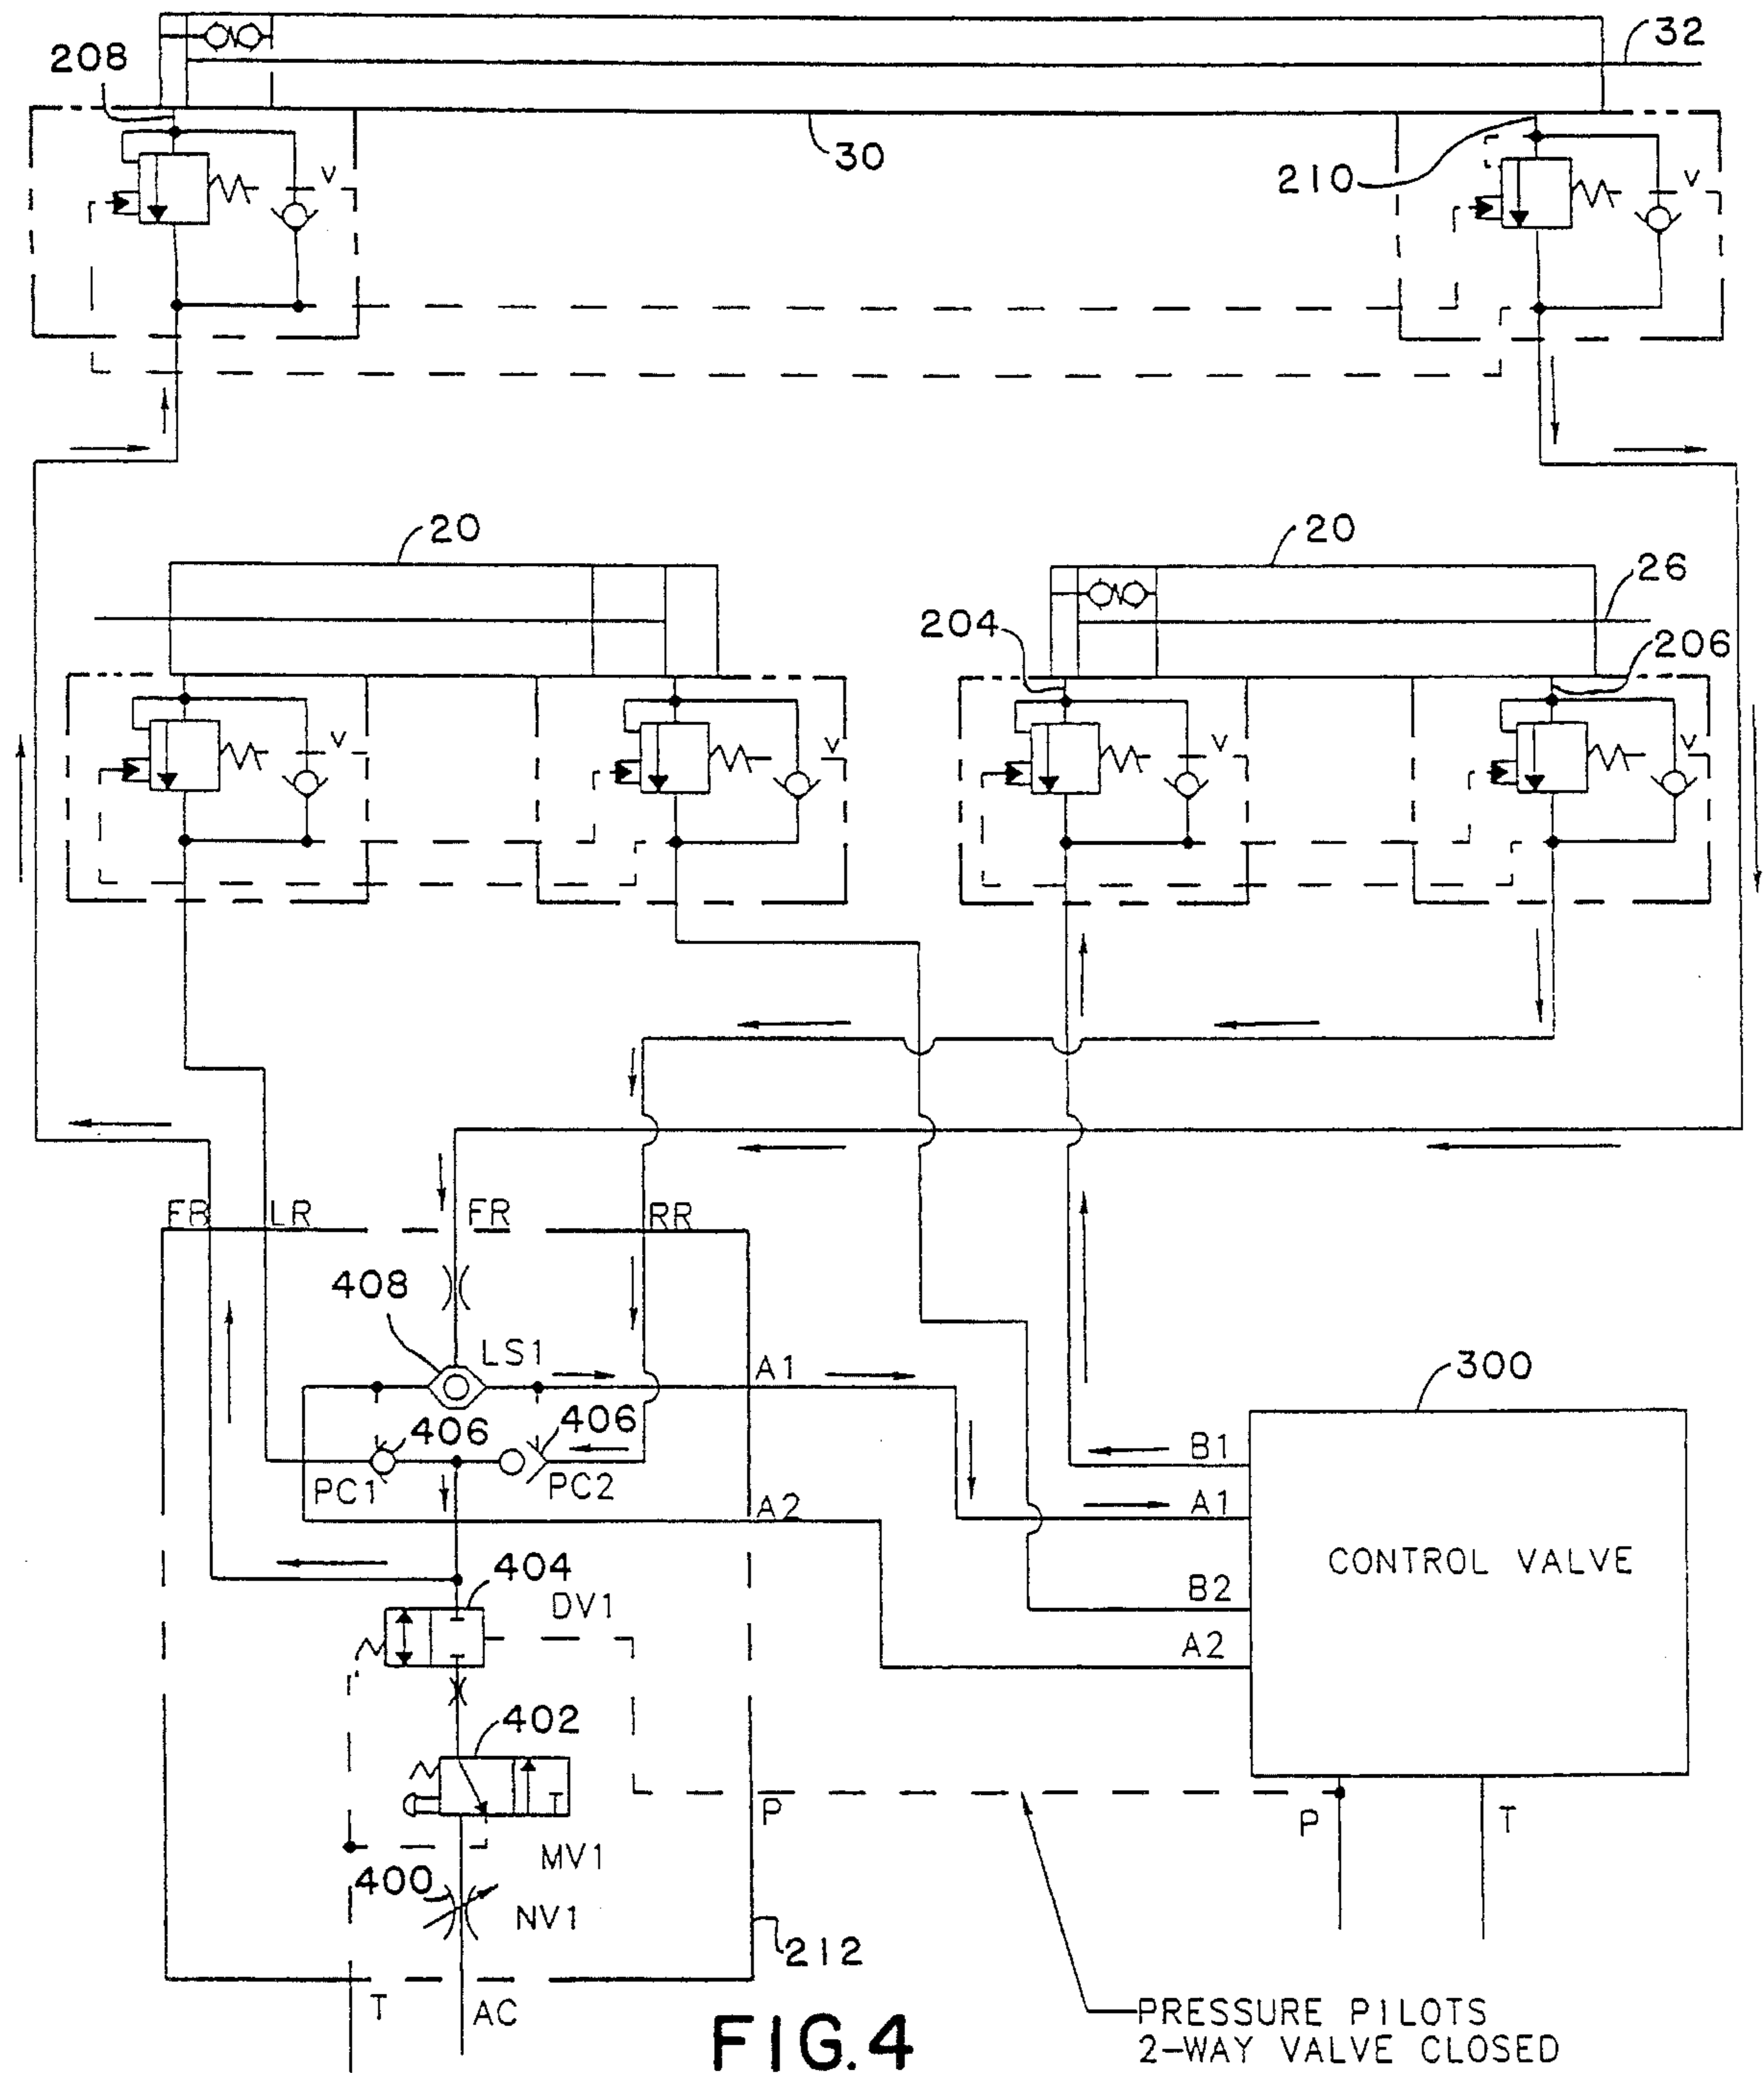 32
208
30
210
V
V
20
20
26
204
206
V
V
V
V
FB
LR
FR
RR
408
LS1
A1
300
406
406
PC1
PC2
B1
A1
A2
CONTROL VALVE
404
DV1
B2
A2
402
P
P
T
MV1
400
NV1
212
T
T
AC
PRESSURE PILOTS
2-WAY VALVE CLOSED
FIG.4